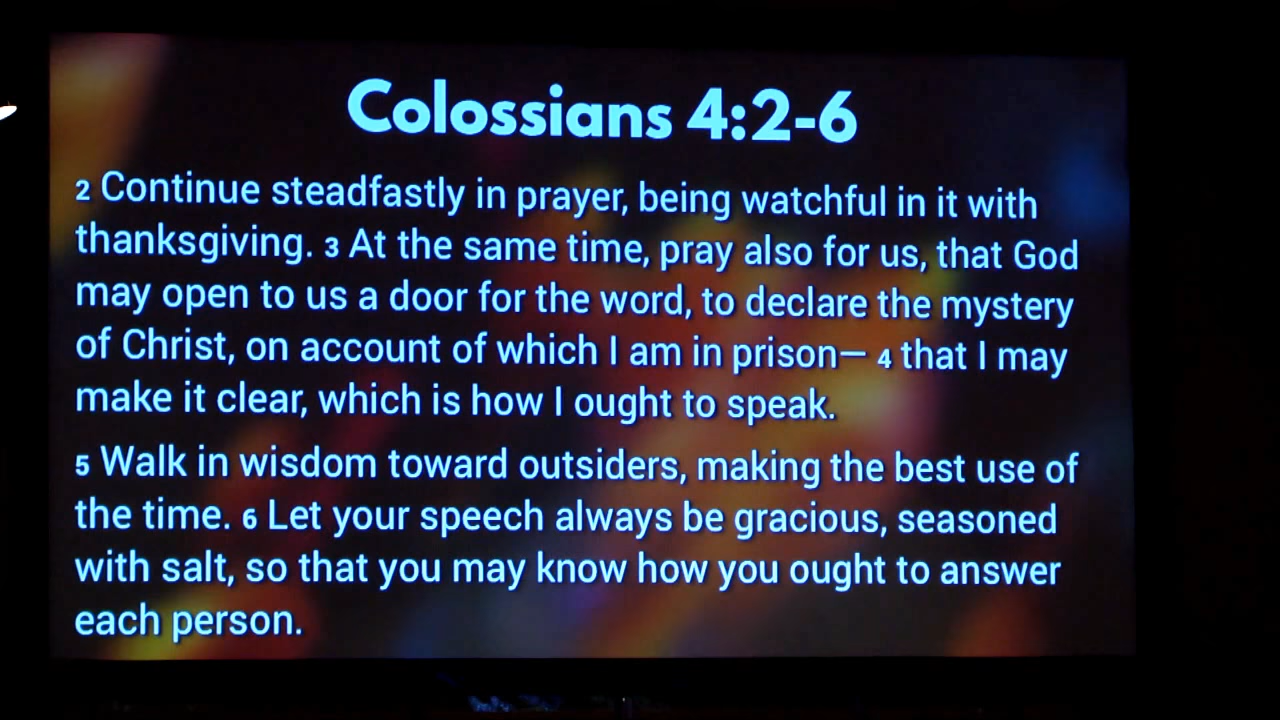 Colossians 4:2-6
2 Continue steadfastly in prayer, being watchful in it with
thanksgiving. 3 At the same time, pray also for us, that God
may open to us a door for the word, to declare the mystery
of Christ, on account of which I am in prison— 4 that I may
make it clear, which is how I ought to speak.
5 Walk in wisdom toward outsiders, making the best use of
the time. 6 Let your speech always be gracious, seasoned
with salt, so that you may know how you ought to answer
each person.